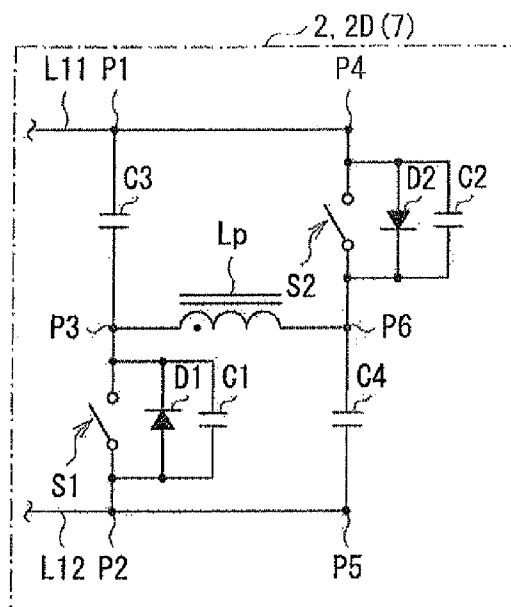 2, 2D (7)
L11 P1 P4
C3 D2 C2
Lp S2
P3 P6
D1 C1 C4
S1
L12 P2 P5